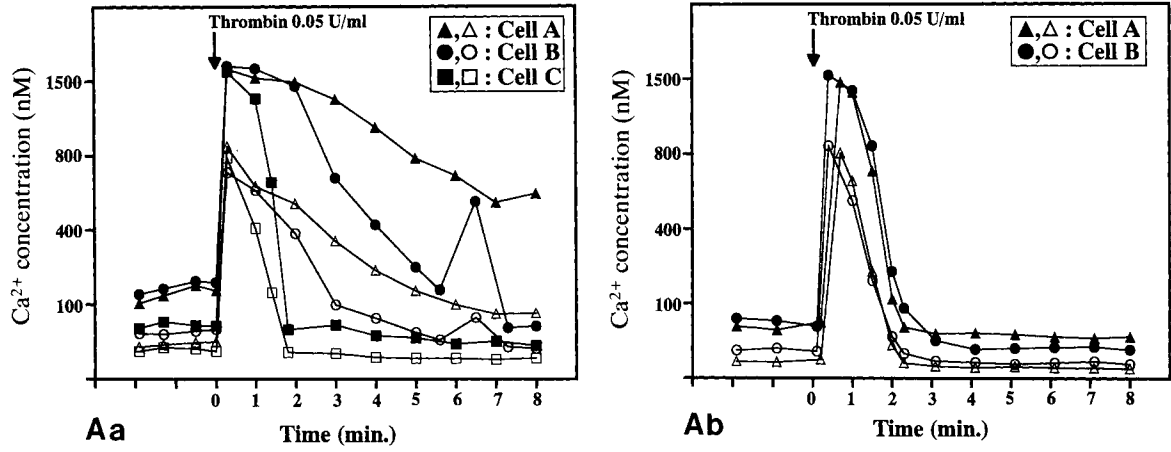 Thrombin 0.05 U/ml
▲,△ : Cell A
●,○ : Cell B
■,□ : Cell C
Ca²⁺ concentration (nM)
1500
800
400
100
0 1 2 3 4 5 6 7 8
Time (min.)
Aa
Thrombin 0.05 U/ml
▲,△ : Cell A
●,○ : Cell B
Ca²⁺ concentration (nM)
1500
800
400
100
0 1 2 3 4 5 6 7 8
Time (min.)
Ab